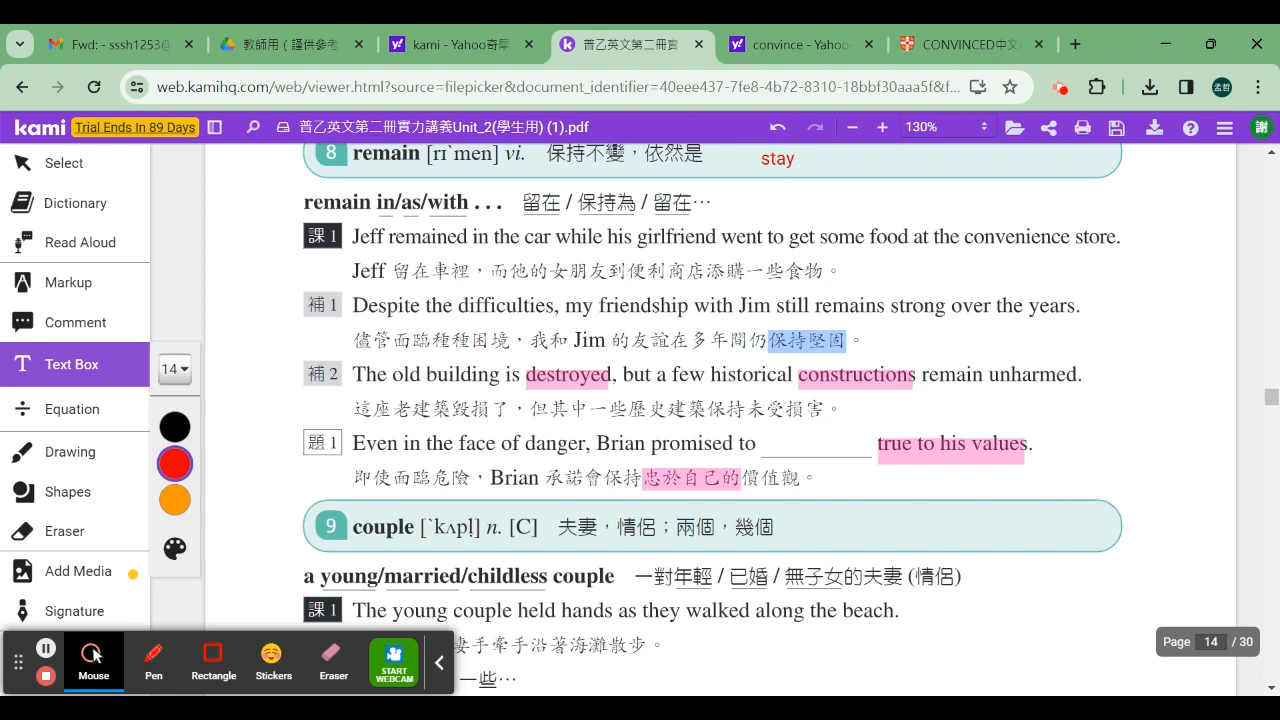 Fwd: - sssh1253@
教師用（謹供參考
kami - Yahoo奇摩
普乙英文第二冊實
convince - Yahoo
CONVINCED中文(
web.kamihq.com/web/viewer.html?source=filepicker&document_identifier=40eee437-7fe8-4b72-8310-18bbf30aaa5f&f...
孟哲
kami
Trial Ends In 89 Days
普乙英文第二冊實力講義Unit_2(學生用) (1).pdf
130%
謝
Select
Dictionary
Read Aloud
Markup
Comment
Text Box
Equation
Drawing
Shapes
Eraser
Add Media
Signature
14
8 remain [rɪˋmen] vi. 保持不變，依然是
stay
remain in/as/with . . . 留在 / 保持為 / 留在…
課 1 Jeff remained in the car while his girlfriend went to get some food at the convenience store.
Jeff 留在車裡，而他的女朋友到便利商店添購一些食物。
補 1 Despite the difficulties, my friendship with Jim still remains strong over the years.
儘管面臨種種困境，我和 Jim 的友誼在多年間仍保持堅固。
補 2 The old building is destroyed, but a few historical constructions remain unharmed.
這座老建築毀損了，但其中一些歷史建築保持未受損害。
題 1 Even in the face of danger, Brian promised to __________ true to his values.
即使面臨危險，Brian 承諾會保持忠於自己的價值觀。
9 couple [ˋkʌpl̩] n. [C] 夫妻，情侶；兩個，幾個
a young/married/childless couple 一對年輕 / 已婚 / 無子女的夫妻 (情侶)
課 1 The young couple held hands as they walked along the beach.
妻手牽手沿著海灘散步。
一些…
Page 14 / 30
Mouse
Pen
Rectangle
Stickers
Eraser
START
WEBCAM